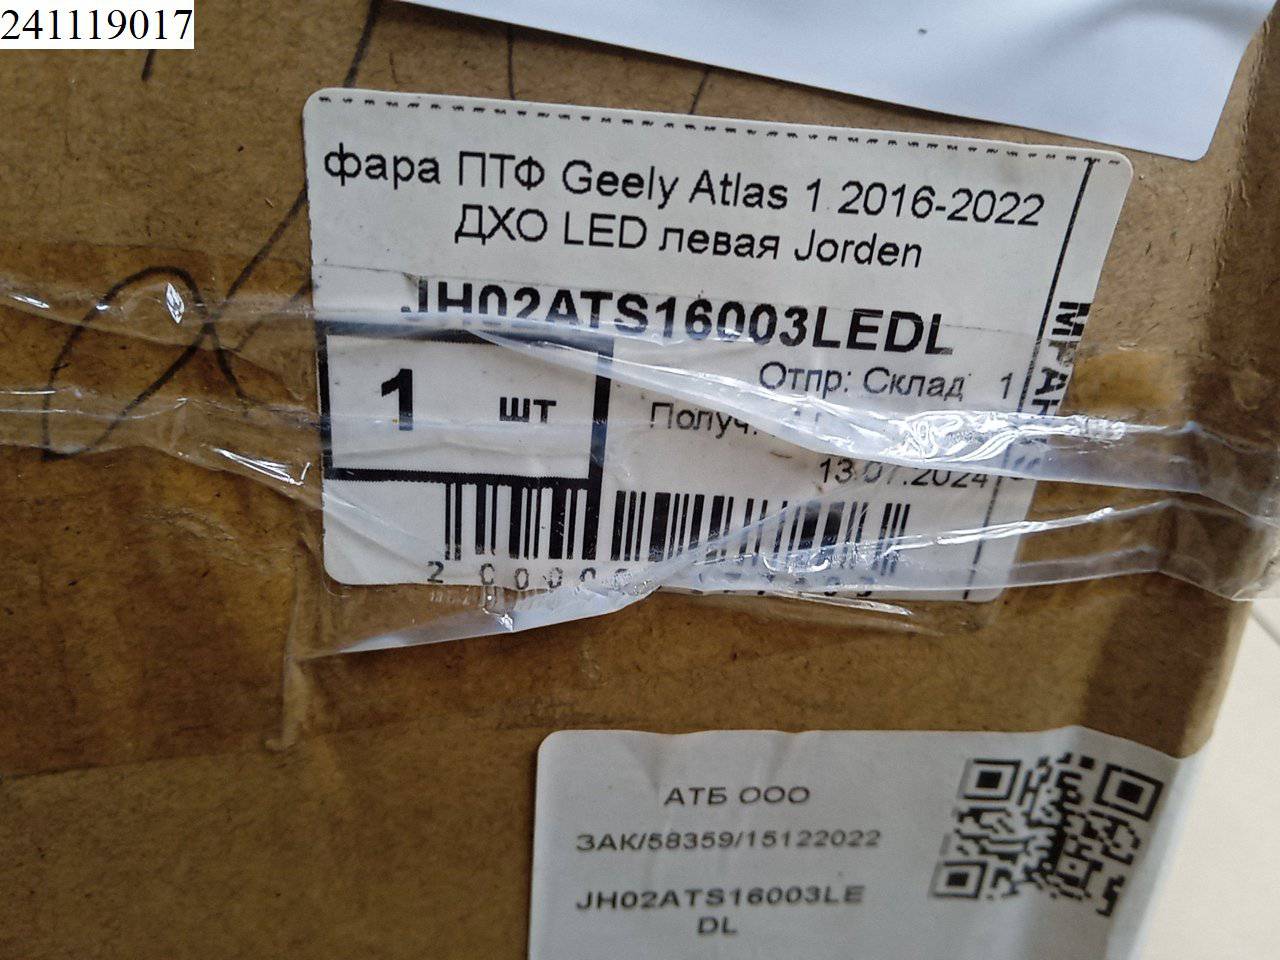 241119017
фара ПТФ Geely Atlas 1 2016-2022
ДХО LED левая Jorden
JH02ATS16003LEDL
1 шт
Отпр: Склад 1
Получ:
13.07.2024
АТБ ООО
ЗАК/58359/15122022
JH02ATS16003LE
DL